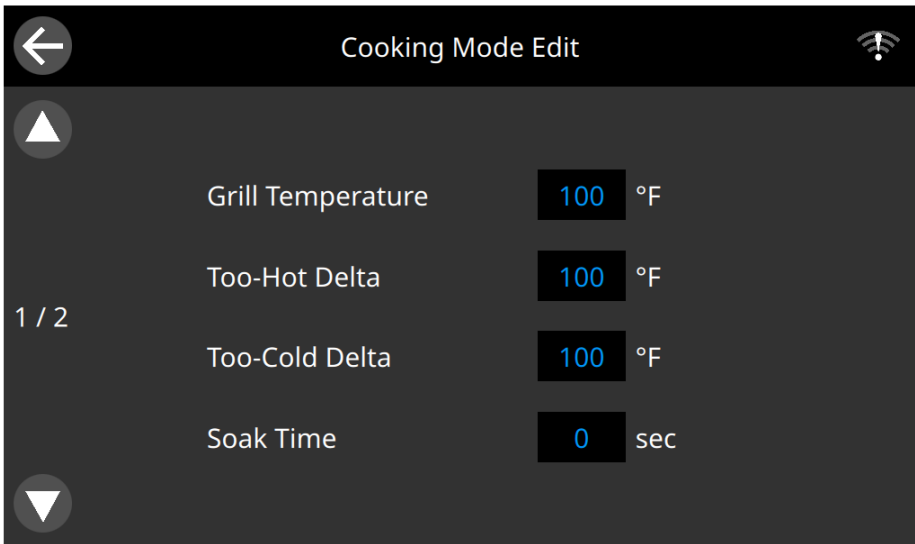 Cooking Mode Edit
Grill Temperature 100 °F
Too-Hot Delta 100 °F
1 / 2
Too-Cold Delta 100 °F
Soak Time 0 sec